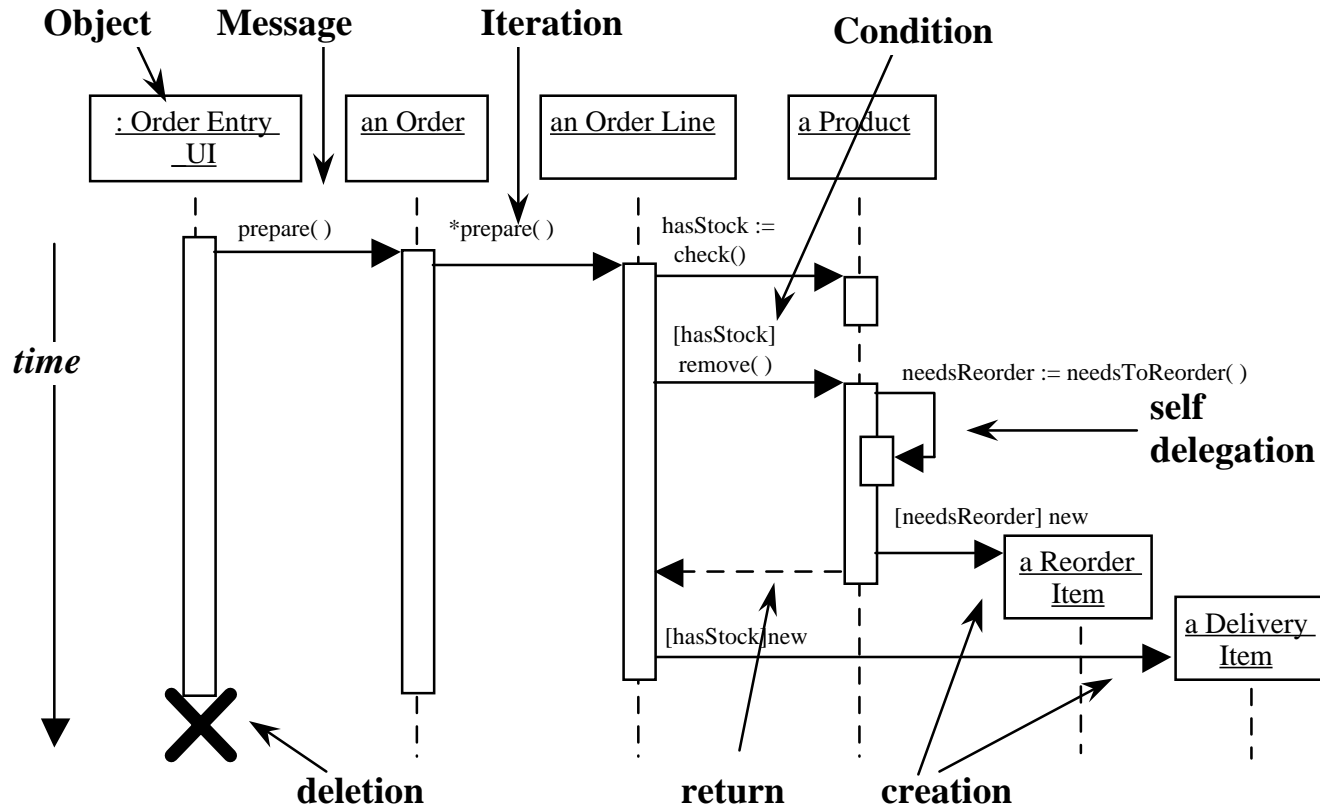 Object
Message
Iteration
Condition
: Order Entry
_UI
an Order
an Order Line
a Product
prepare( )
*prepare( )
hasStock :=
check()
time
[hasStock]
remove( )
needsReorder := needsToReorder( )
self
delegation
[needsReorder] new
a Reorder
Item
[hasStock]new
a Delivery
Item
deletion
return
creation